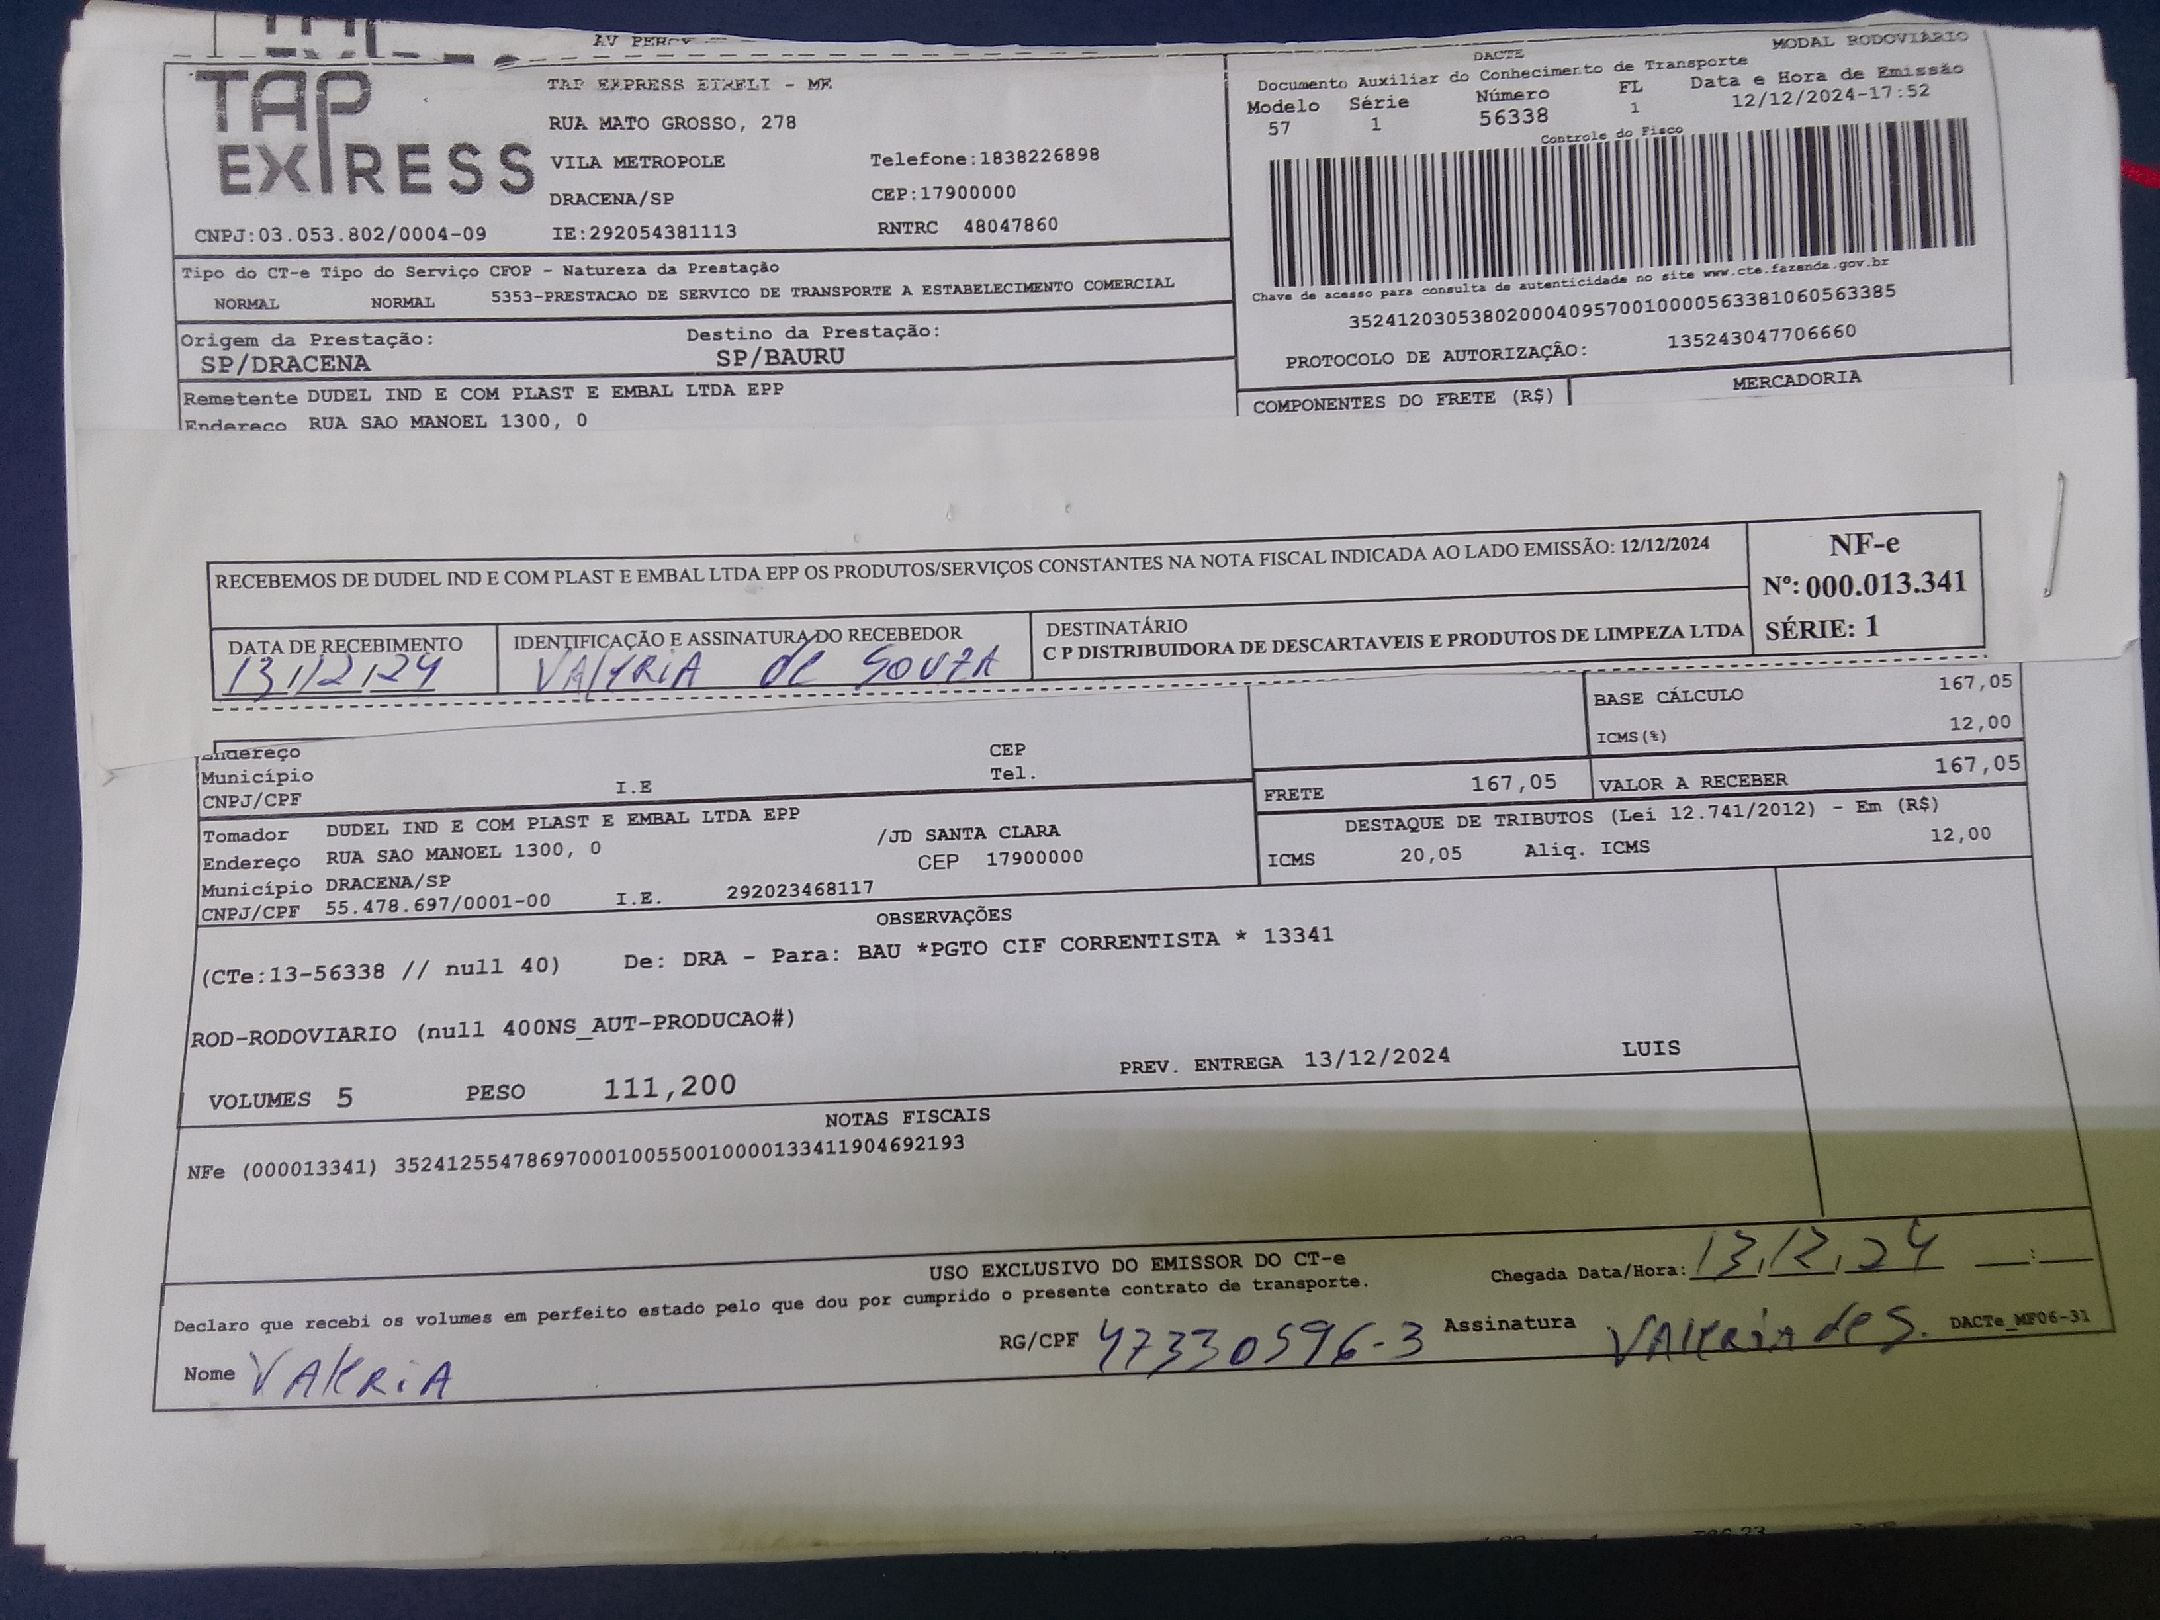 AV PERCY
TAP
EXPRESS
TAP EXPRESS EIRELI - ME
RUA MATO GROSSO, 278
VILA METROPOLE Telefone:1838226898
DRACENA/SP CEP:17900000
CNPJ:03.053.802/0004-09 IE:292054381113 RNTRC 48047860
DACTE MODAL RODOVIÁRIO
Documento Auxiliar do Conhecimento de Transporte
Modelo Série Número FL Data e Hora de Emissão
57 1 56338 1 12/12/2024-17:52
Controle do Fisco
Chave de acesso para consulta de autenticidade no site www.cte.fazenda.gov.br
35241203053802000409570010000563381060563385
PROTOCOLO DE AUTORIZAÇÃO: 135243047706660
Tipo do CT-e Tipo do Serviço CFOP - Natureza da Prestação
NORMAL NORMAL 5353-PRESTACAO DE SERVICO DE TRANSPORTE A ESTABELECIMENTO COMERCIAL
Origem da Prestação: Destino da Prestação:
SP/DRACENA SP/BAURU
Remetente DUDEL IND E COM PLAST E EMBAL LTDA EPP
Endereço RUA SAO MANOEL 1300, 0
COMPONENTES DO FRETE (R$) MERCADORIA
RECEBEMOS DE DUDEL IND E COM PLAST E EMBAL LTDA EPP OS PRODUTOS/SERVIÇOS CONSTANTES NA NOTA FISCAL INDICADA AO LADO EMISSÃO: 12/12/2024
NF-e
Nº: 000.013.341
SÉRIE: 1
DATA DE RECEBIMENTO IDENTIFICAÇÃO E ASSINATURA DO RECEBEDOR DESTINATÁRIO
13/12/24 VALERIA de SOUZA C P DISTRIBUIDORA DE DESCARTAVEIS E PRODUTOS DE LIMPEZA LTDA
BASE CÁLCULO 167,05
ICMS(%) 12,00
Endereço CEP
Município Tel.
CNPJ/CPF I.E
FRETE 167,05 VALOR A RECEBER 167,05
Tomador DUDEL IND E COM PLAST E EMBAL LTDA EPP
Endereço RUA SAO MANOEL 1300, 0 /JD SANTA CLARA
Município DRACENA/SP CEP 17900000
CNPJ/CPF 55.478.697/0001-00 I.E. 292023468117
DESTAQUE DE TRIBUTOS (Lei 12.741/2012) - Em (R$)
ICMS 20,05 Aliq. ICMS 12,00
OBSERVAÇÕES
(CTe:13-56338 // null 40) De: DRA - Para: BAU *PGTO CIF CORRENTISTA * 13341
ROD-RODOVIARIO (null 400NS_AUT-PRODUCAO#)
VOLUMES 5 PESO 111,200 PREV. ENTREGA 13/12/2024 LUIS
NOTAS FISCAIS
NFe (000013341) 35241255478697000100550010000133411904692193
USO EXCLUSIVO DO EMISSOR DO CT-e
Declaro que recebi os volumes em perfeito estado pelo que dou por cumprido o presente contrato de transporte. Chegada Data/Hora: 13/12/24 __:__
Nome VALERIA RG/CPF 47330596-3 Assinatura VALERIA de S. DACTe_MF06-31